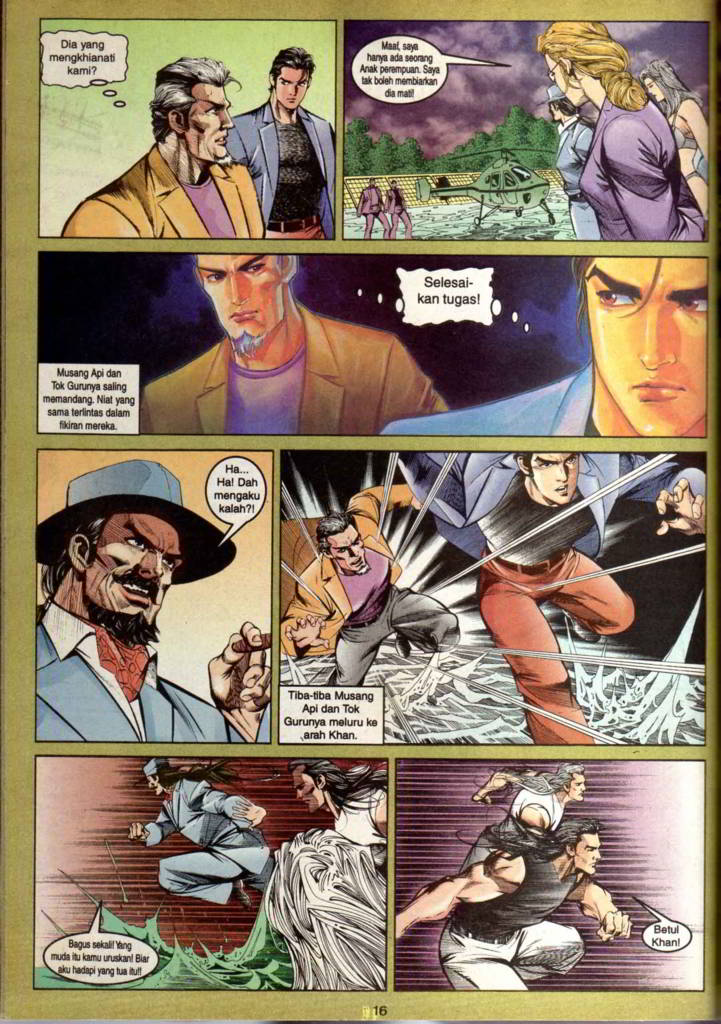 Dia yang
mengkhianati
kami?
Maaf, saya
hanya ada seorang
Anak perempuan. Saya
tak boleh membiarkan
dia mati!
Selesai-
kan tugas!
Musang Api dan
Tok Gurunya saling
memandang. Niat yang
sama terlintas dalam
fikiran mereka.
Ha...
Ha! Dah
mengaku
kalah?!
Tiba-tiba Musang
Api dan Tok
Gurunya meluru ke
arah Khan.
Bagus sekali! Yang
muda itu kamu uruskan! Biar
aku hadapi yang tua itu!!
Betul
Khan!
16